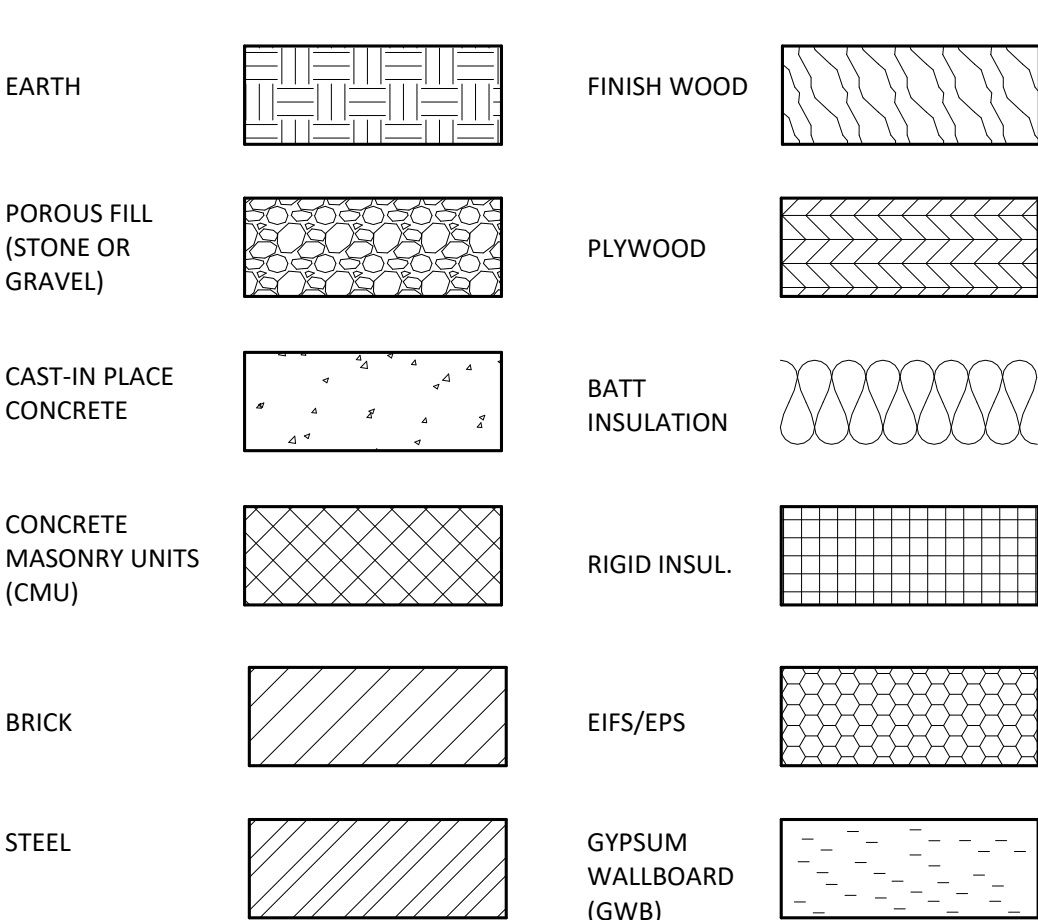 EARTH
POROUS FILL
(STONE OR
GRAVEL)
CAST-IN PLACE
CONCRETE
CONCRETE
MASONRY UNITS
(CMU)
BRICK
STEEL
FINISH WOOD
PLYWOOD
BATT
INSULATION
RIGID INSUL.
EIFS/EPS
GYPSUM
WALLBOARD
(GWB)